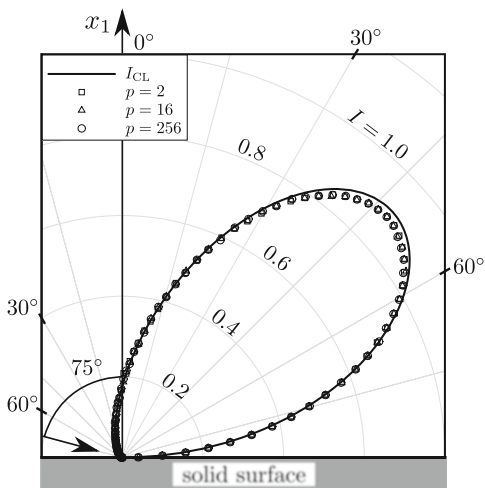 x₁
0°
30°
I_CL
p = 2
p = 16
p = 256
I = 1.0
0.8
0.6
60°
30°
0.4
75°
0.2
60°
solid surface